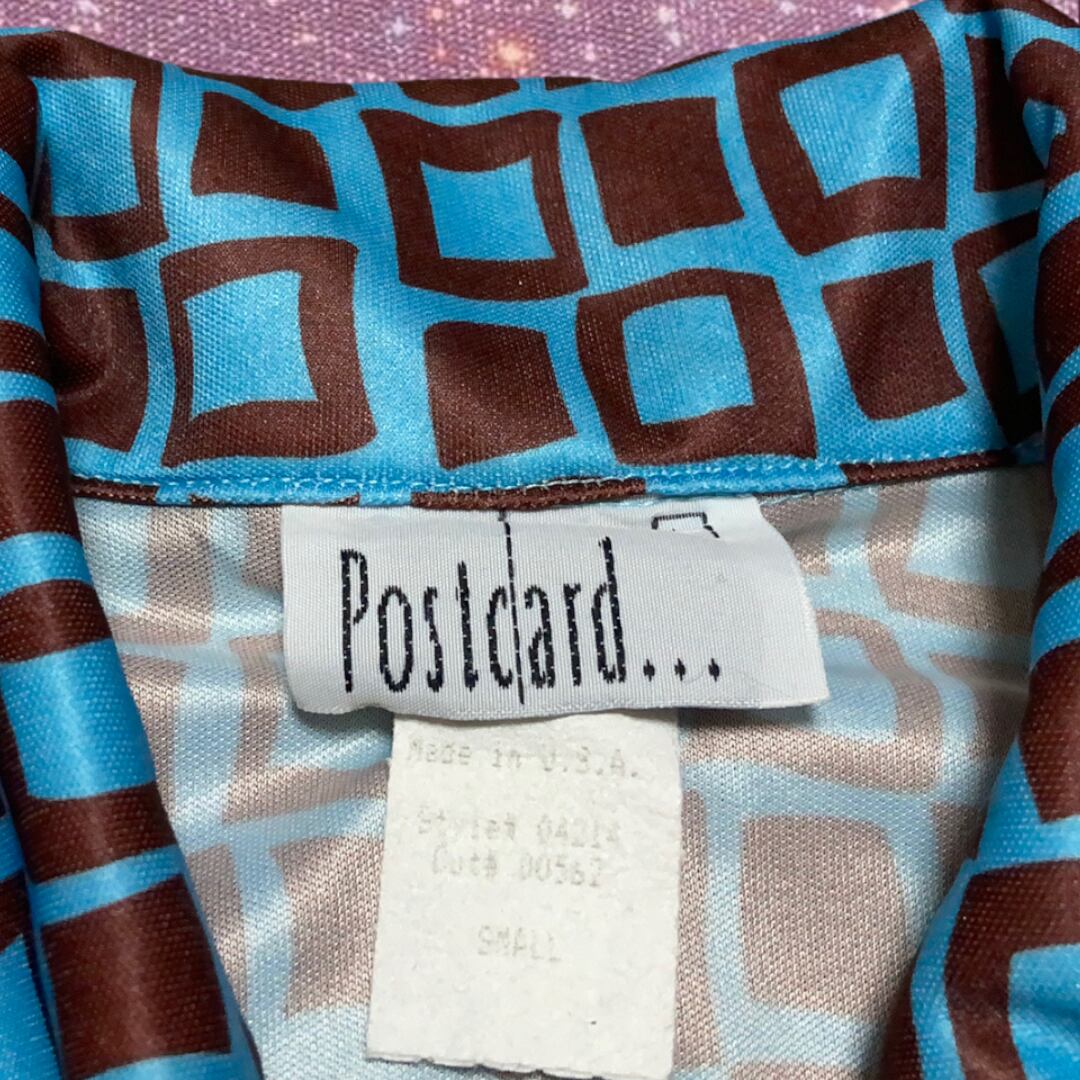 Postcard...
Made in U.S.A.
Style# 04214
Cut# 00562
SMALL